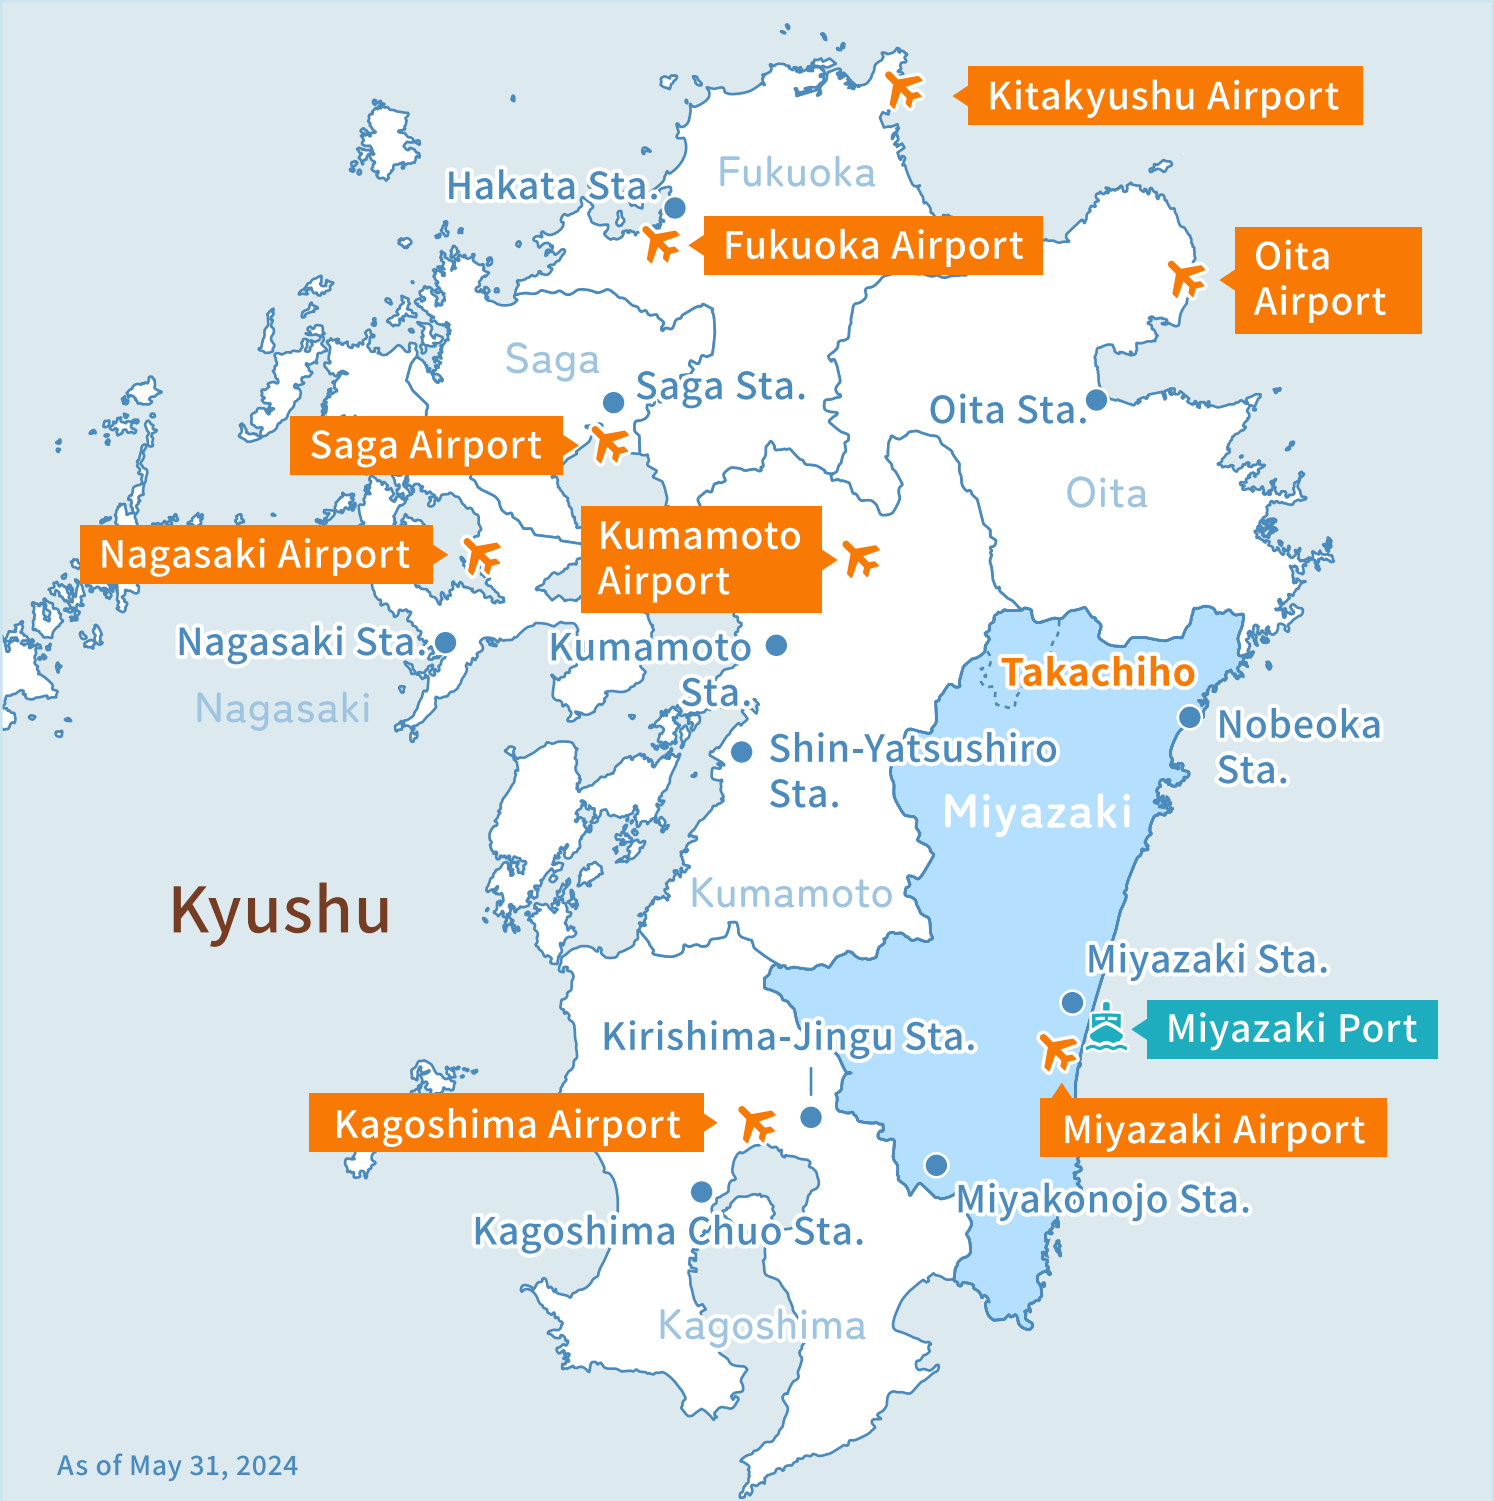 Kitakyushu Airport
Fukuoka
Hakata Sta.
Fukuoka Airport
Oita
Airport
Saga
Saga Sta.
Oita Sta.
Saga Airport
Oita
Nagasaki Airport
Kumamoto
Airport
Nagasaki Sta.
Kumamoto
Sta.
Takachiho
Nagasaki
Nobeoka
Sta.
Shin-Yatsushiro
Sta.
Miyazaki
Kumamoto
Kyushu
Miyazaki Sta.
Miyazaki Port
Kirishima-Jingu Sta.
Kagoshima Airport
Miyazaki Airport
Miyakonojo Sta.
Kagoshima Chuo Sta.
Kagoshima
As of May 31, 2024